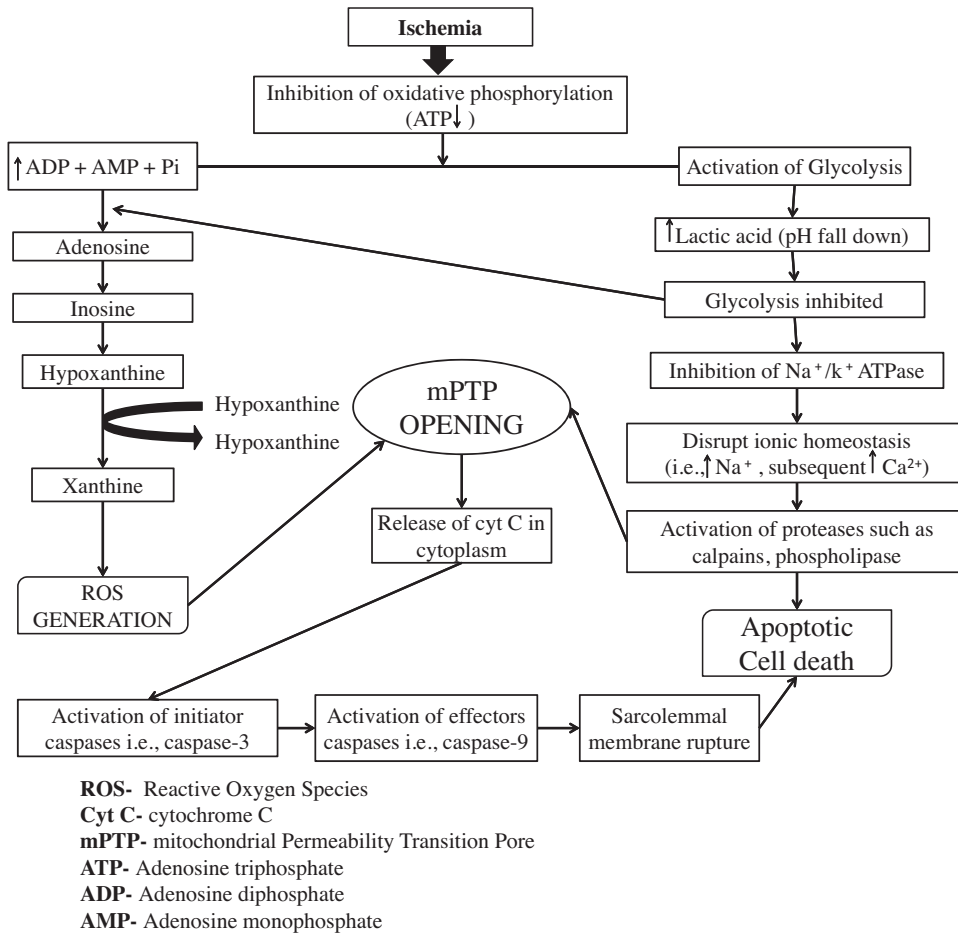 Ischemia
Inhibition of oxidative phosphorylation
(ATP↓ )
↑ADP + AMP + Pi
Activation of Glycolysis
↑Lactic acid (pH fall down)
Adenosine
Glycolysis inhibited
Inosine
Hypoxanthine
Inhibition of Na⁺/k⁺ ATPase
Hypoxanthine
Hypoxanthine
mPTP
OPENING
Disrupt ionic homeostasis
(i.e.,↑Na⁺, subsequent↑ Ca²⁺)
Xanthine
Release of cyt C in
cytoplasm
Activation of proteases such as
calpains, phospholipase
ROS
GENERATION
Apoptotic
Cell death
Activation of initiator
caspases i.e., caspase-3
Activation of effectors
caspases i.e., caspase-9
Sarcolemmal
membrane rupture
ROS- Reactive Oxygen Species
Cyt C- cytochrome C
mPTP- mitochondrial Permeability Transition Pore
ATP- Adenosine triphosphate
ADP- Adenosine diphosphate
AMP- Adenosine monophosphate